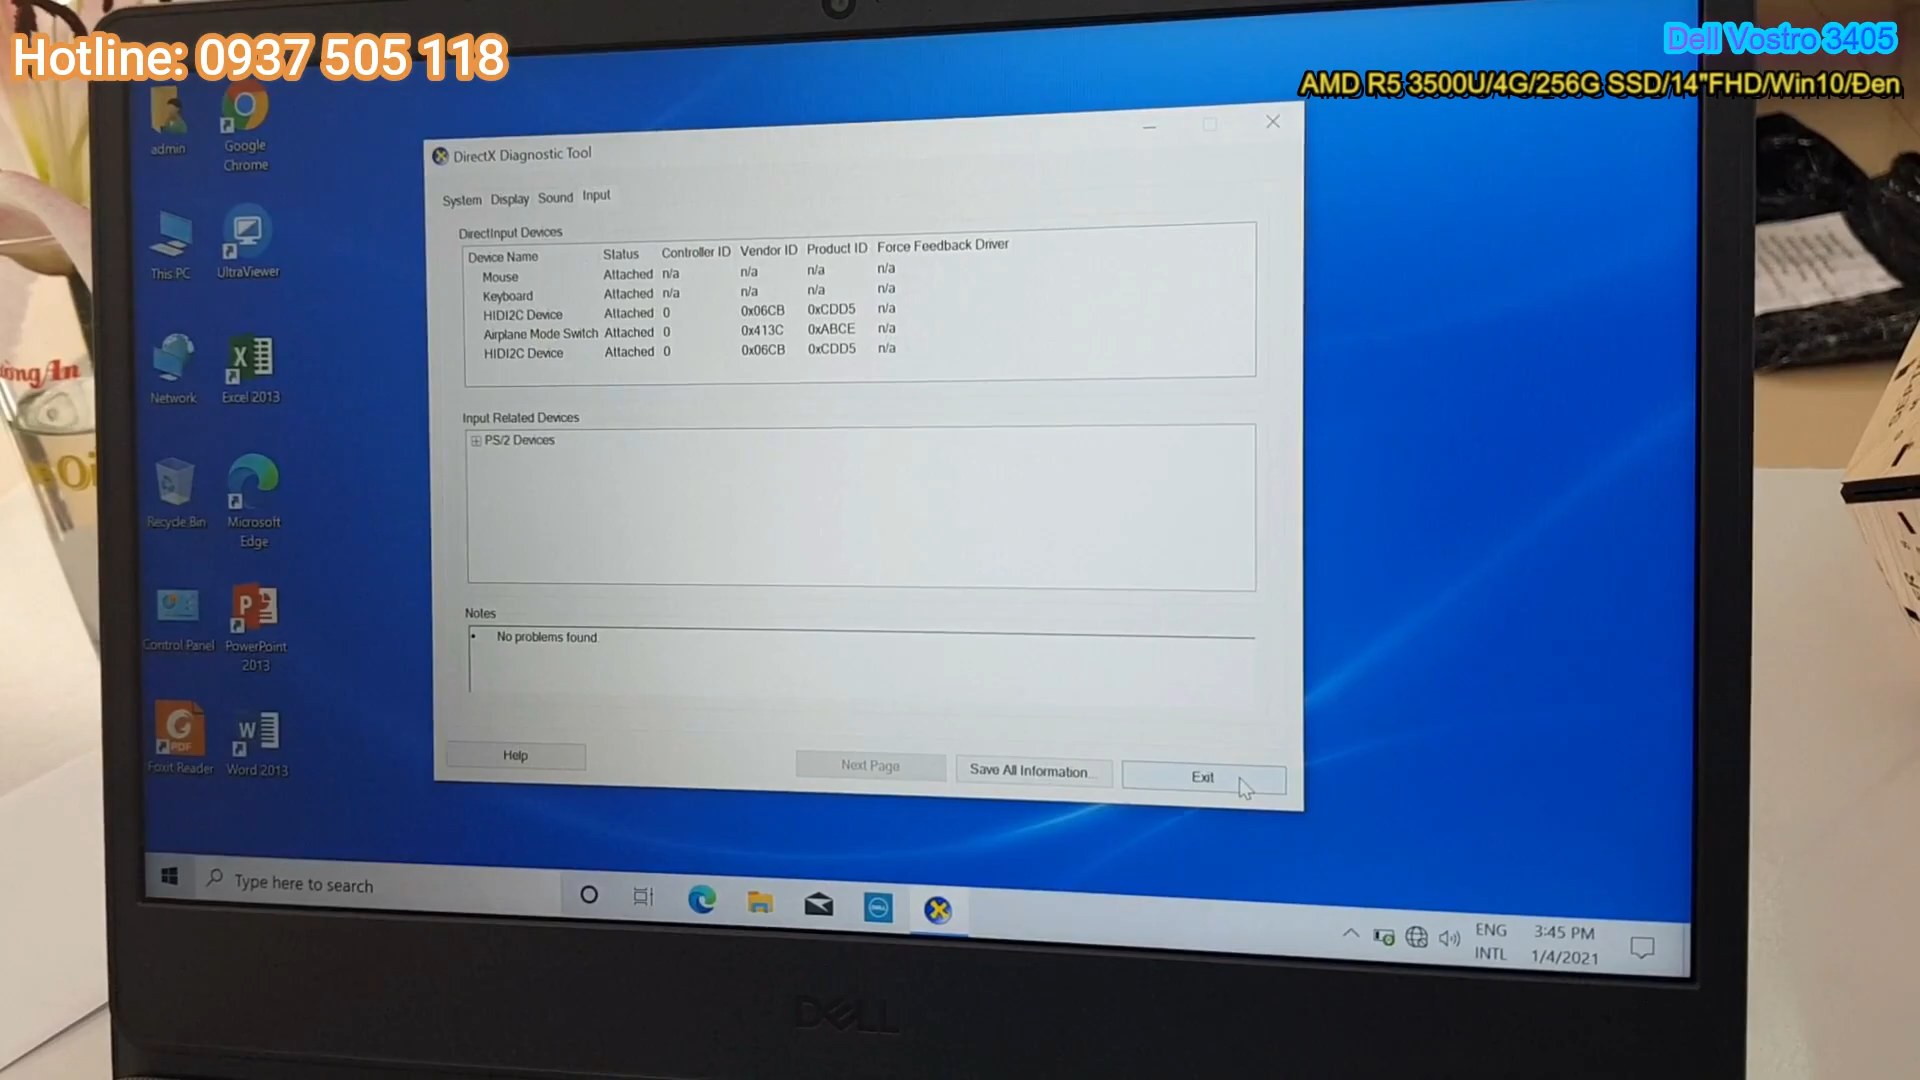 Hotline: 0937 505 118
Dell Vostro 3405
AMD R5 3500U/4G/256G SSD/14"FHD/Win10/Đen
admin
Google Chrome
This PC
UltraViewer
Network
Excel 2013
Recycle Bin
Microsoft Edge
Control Panel
PowerPoint 2013
Foxit Reader
Word 2013
DirectX Diagnostic Tool
System Display Sound Input
DirectInput Devices
Device Name Status Controller ID Vendor ID Product ID Force Feedback Driver
Mouse Attached n/a n/a n/a n/a
Keyboard Attached n/a n/a n/a n/a
HIDI2C Device Attached 0 0x06CB 0xCDD5 n/a
Airplane Mode Switch Attached 0 0x413C 0xABCE n/a
HIDI2C Device Attached 0 0x06CB 0xCDD5 n/a
Input Related Devices
PS/2 Devices
Notes
• No problems found.
Help
Next Page
Save All Information...
Exit
Type here to search
ENG
INTL
3:45 PM
1/4/2021
DELL